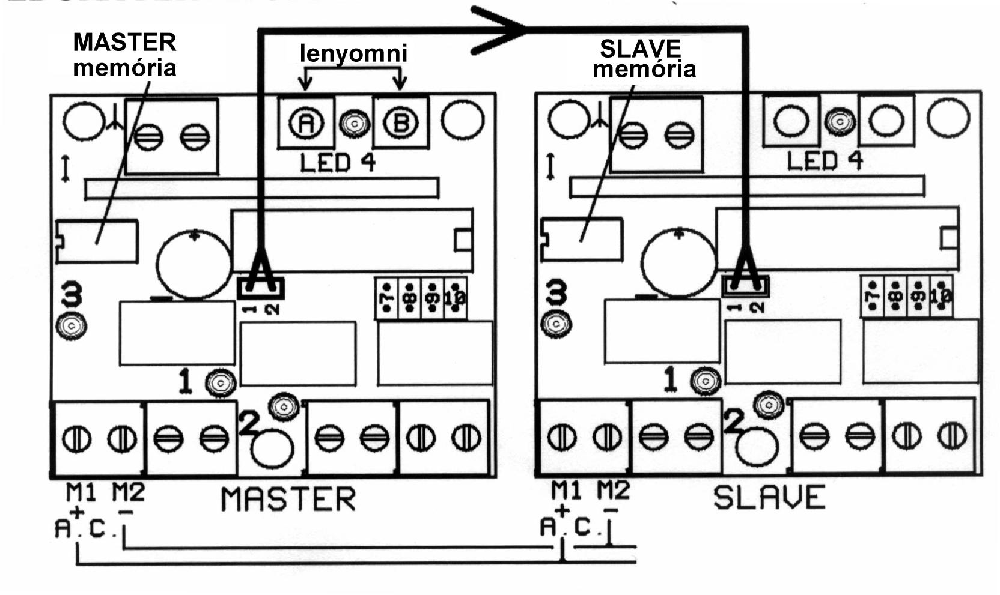 MASTER
memória
lenyomni
SLAVE
memória
A B
LED 4
LED 4
+
+
3
3
1 2
7 8 9 10
1 2
7 8 9 10
1
1
2
2
M1 M2
MASTER
M1 M2
SLAVE
+ -
A.C.
+ -
A.C.